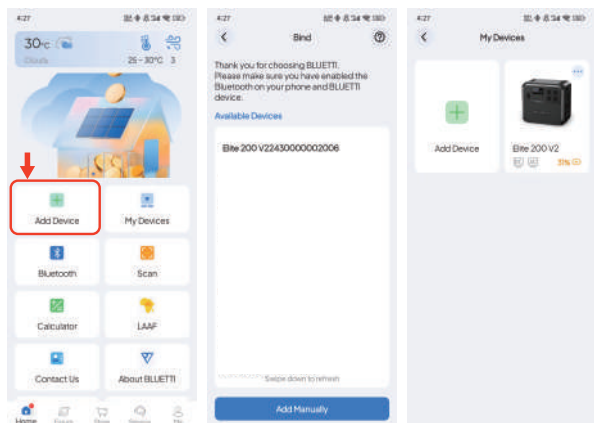 4:27
30°C
Clouds
25~30°C 3
Add Device
My Devices
Bluetooth
Scan
Calculator
LAAF
Contact Us
About BLUETTI
Home
Forum
Me
4:27
Bind
Thank you for choosing BLUETTI.
Please make sure you have enabled the
Bluetooth on your phone and BLUETTI
device.
Available Devices
Elite 200 V22430000002006
Swipe down to refresh
Add Manually
4:27
My Devices
Add Device
Elite 200 V2
31%